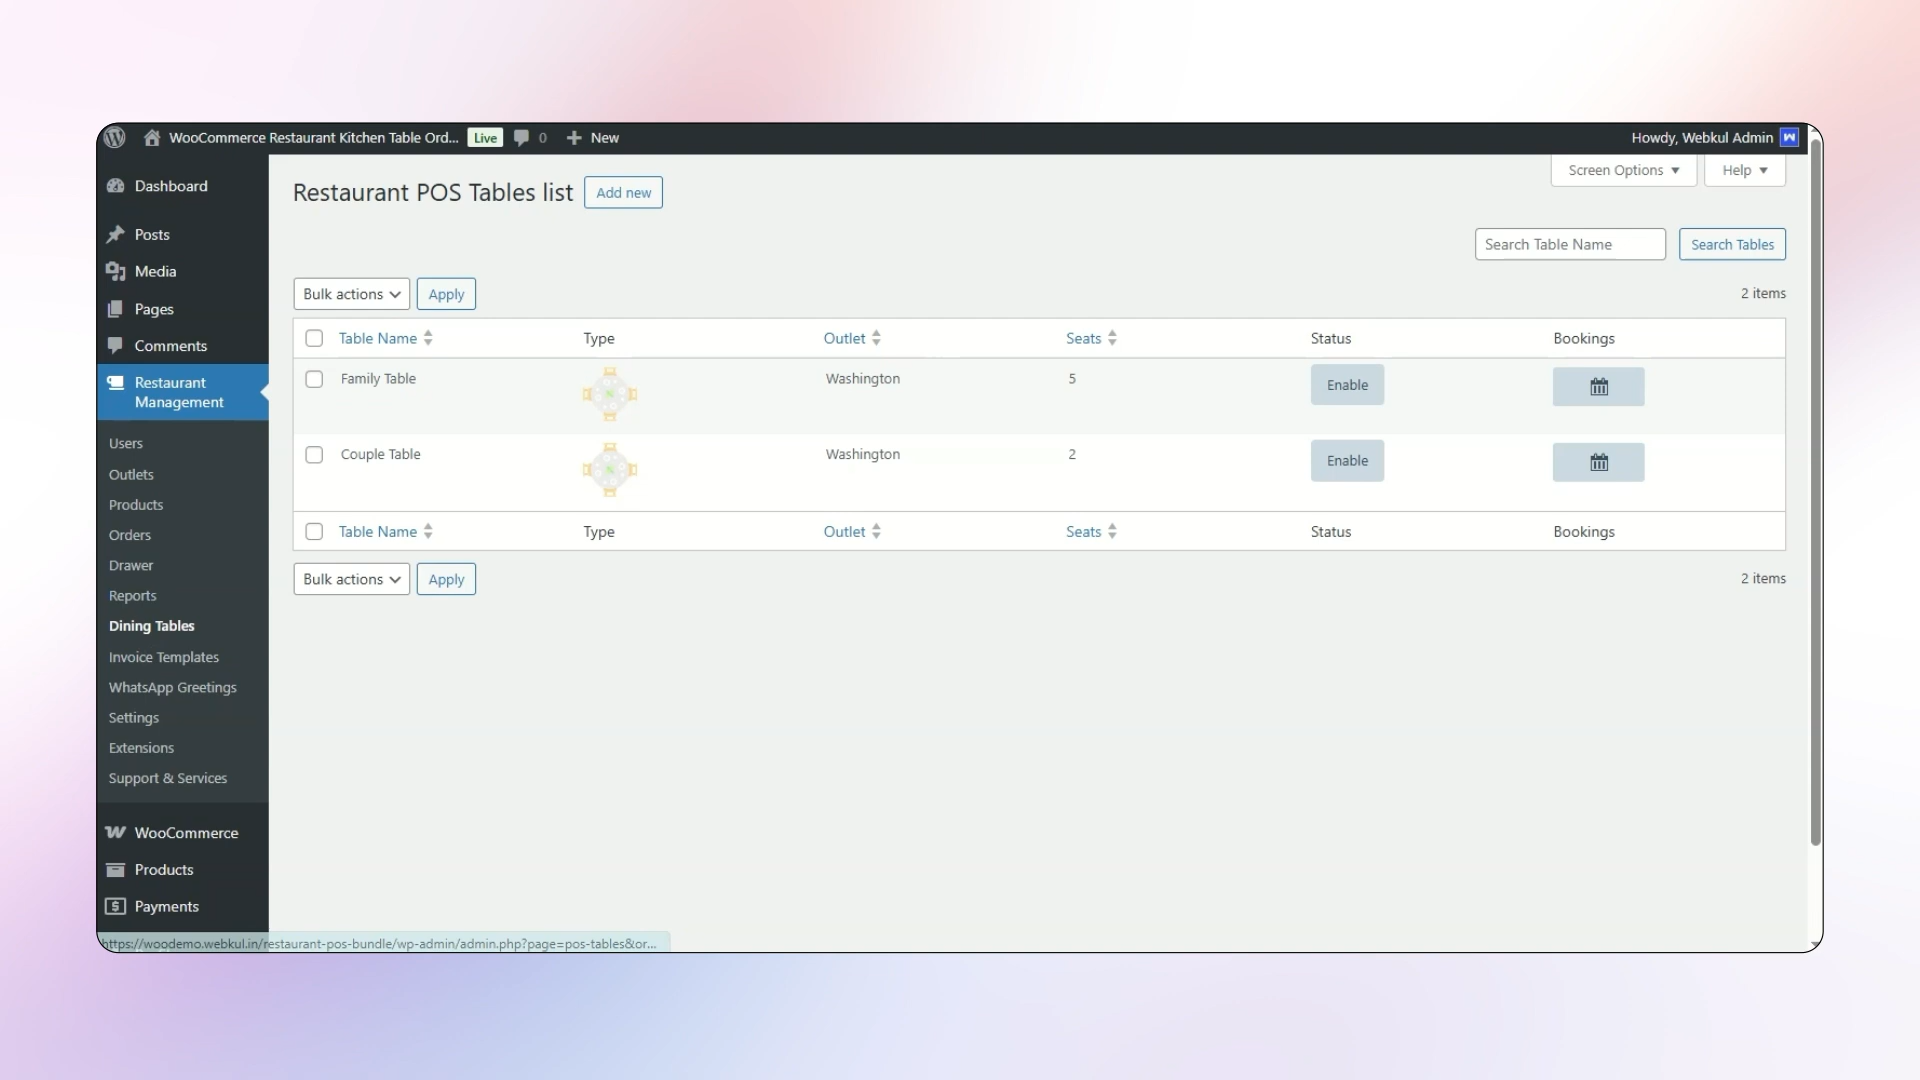 WooCommerce Restaurant Kitchen Table Ord... Live 0 New
Howdy, Webkul Admin
Dashboard
Posts
Media
Pages
Comments
Restaurant
Management
Users
Outlets
Products
Orders
Drawer
Reports
Dining Tables
Invoice Templates
WhatsApp Greetings
Settings
Extensions
Support & Services
WooCommerce
Products
Payments
Screen Options
Help
Restaurant POS Tables list Add new
Search Table Name Search Tables
Bulk actions Apply 2 items
Table Name Type Outlet Seats Status Bookings
Family Table Washington 5 Enable
Couple Table Washington 2 Enable
Table Name Type Outlet Seats Status Bookings
Bulk actions Apply 2 items
https://woodemo.webkul.in/restaurant-pos-bundle/wp-admin/admin.php?page=pos-tables&or...